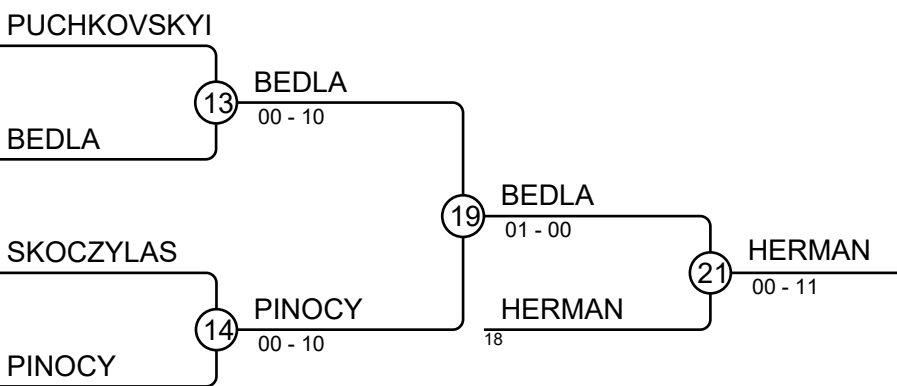 PUCHKOVSKYI
13
BEDLA
00 - 10
BEDLA
19
BEDLA
01 - 00
SKOCZYLAS
21
HERMAN
00 - 11
14
PINOCY
00 - 10
HERMAN
18
PINOCY